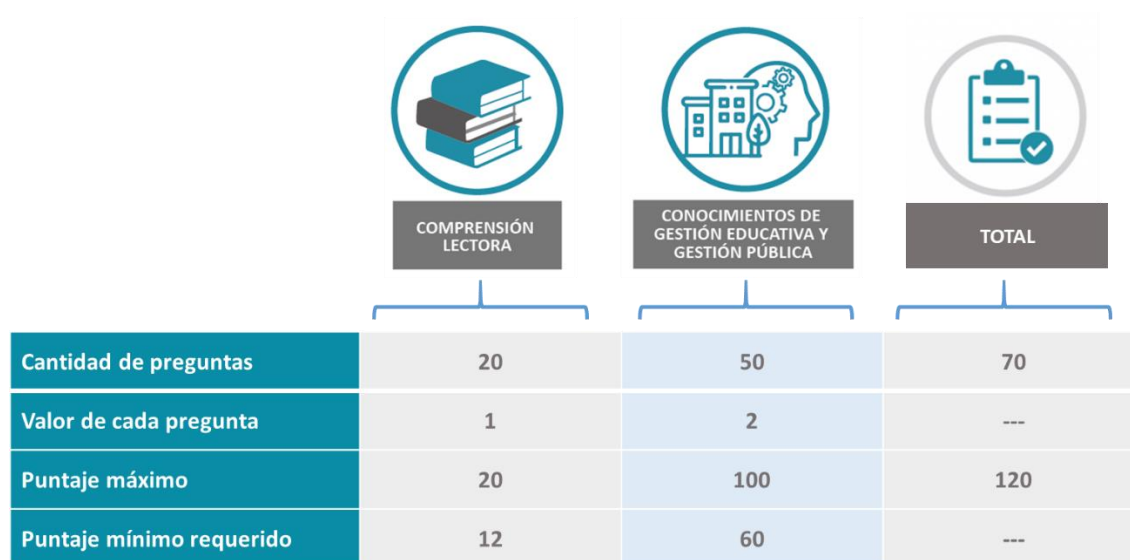 COMPRENSIÓN
LECTORA
CONOCIMIENTOS DE
GESTIÓN EDUCATIVA Y
GESTIÓN PÚBLICA
TOTAL
Cantidad de preguntas 20 50 70
Valor de cada pregunta 1 2 ---
Puntaje máximo 20 100 120
Puntaje mínimo requerido 12 60 ---